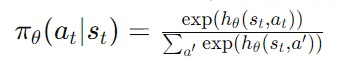 π_θ(a_t|s_t) = exp(h_θ(s_t,a_t)) / ∑_{a'} exp(h_θ(s_t,a'))